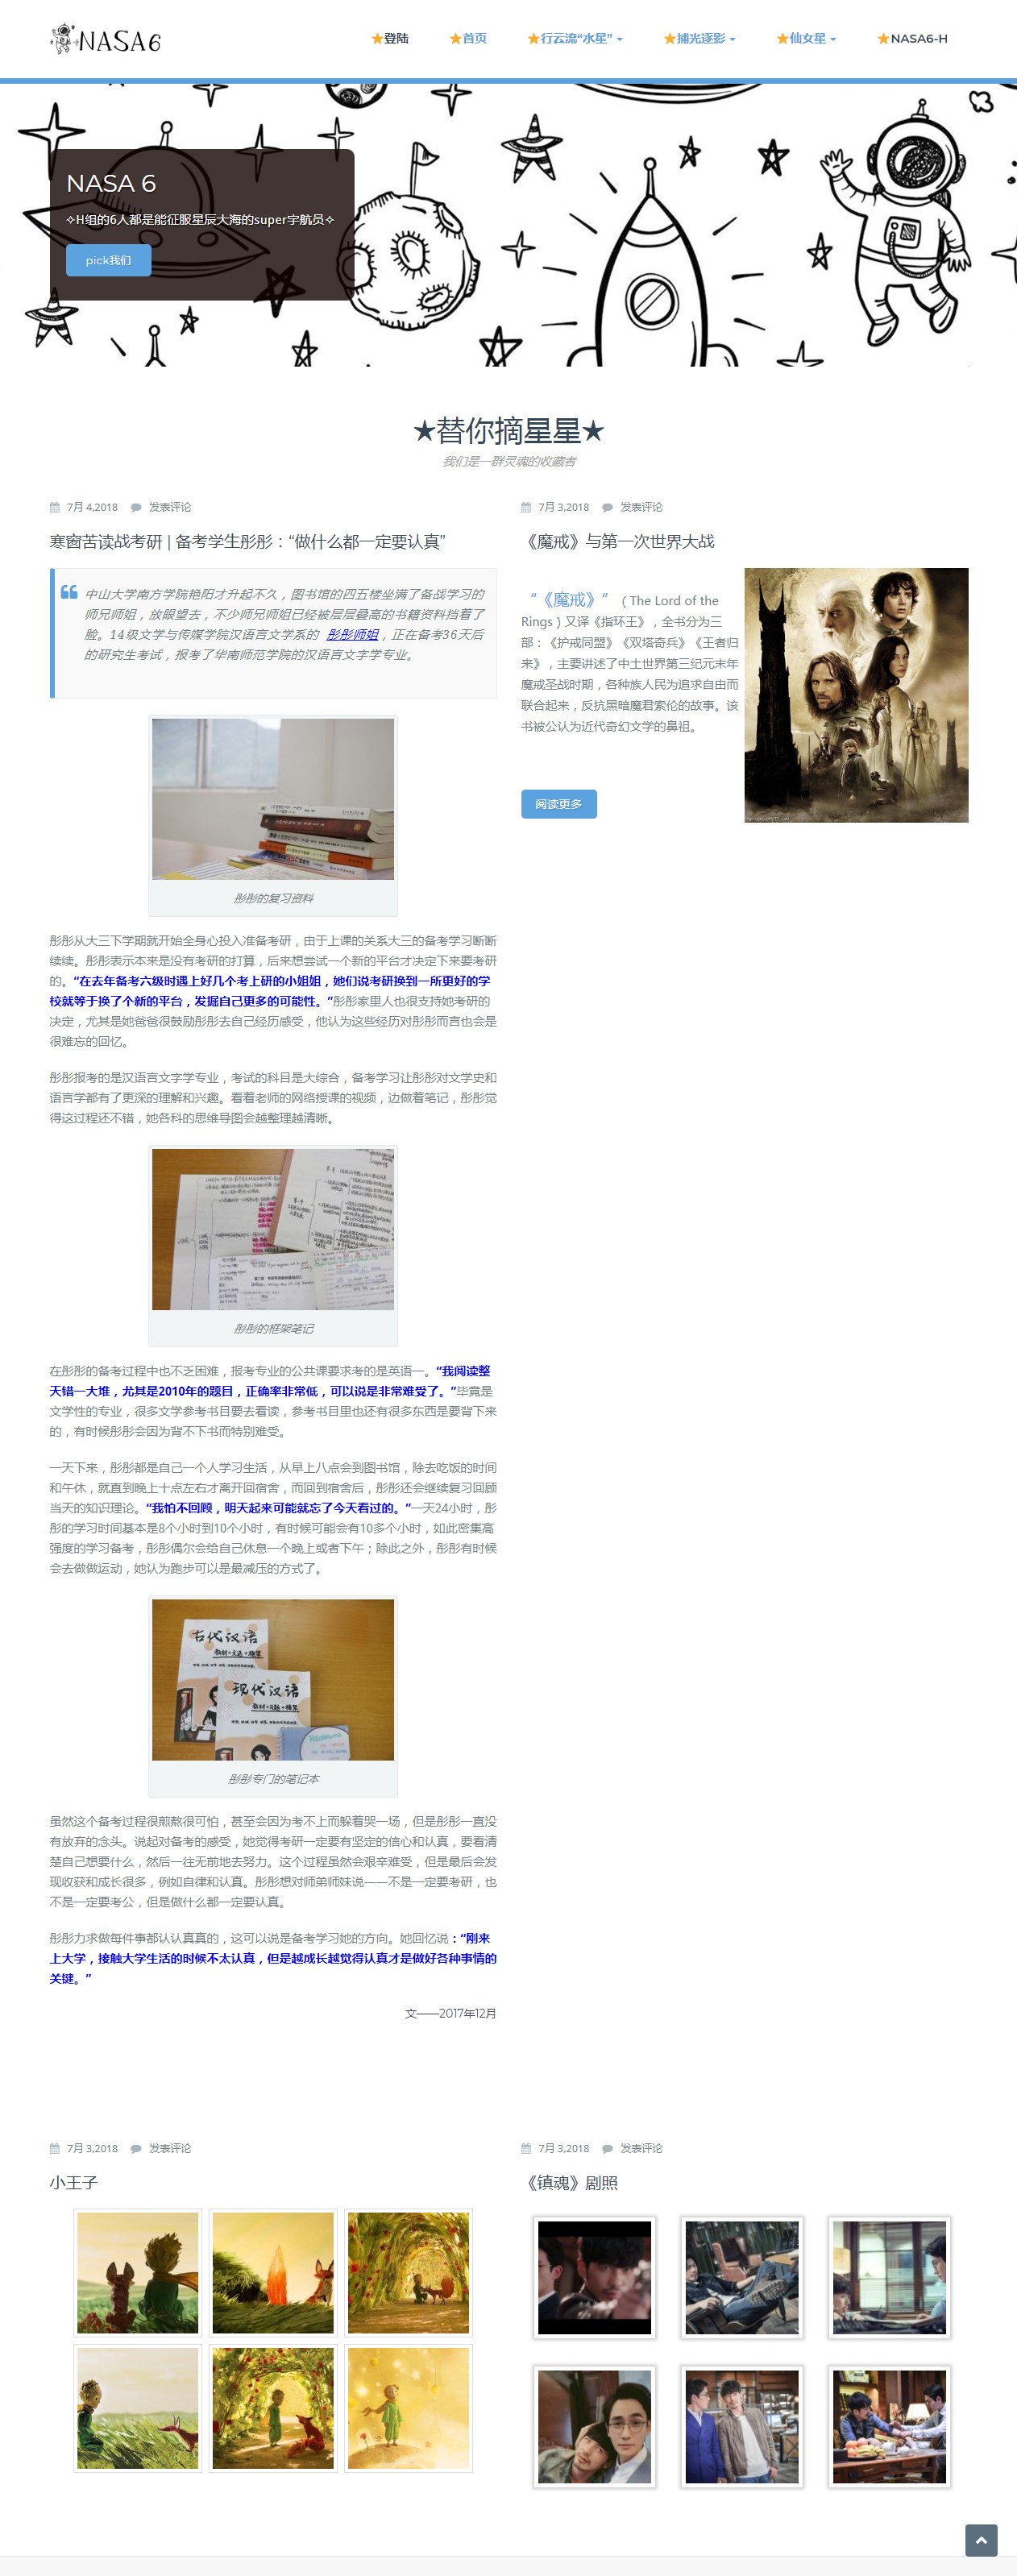 NASA6
登陆
首页
行云流“水星”
捕光逐影
仙女星
NASA6-H
NASA 6
✧H组的6人都是能征服星辰大海的super宇航员✧
pick我们
★替你摘星星★
我们是一群灵魂的收藏者
7月 4,2018 发表评论
寒窗苦读战考研 | 备考学生彤彤：“做什么都一定要认真”
中山大学南方学院艳阳才升起不久，图书馆的四五楼坐满了备战学习的
师兄师姐，放眼望去，不少师兄师姐已经被层层叠高的书籍资料挡着了
脸。14级文学与传媒学院汉语言文学系的 彤彤师姐，正在备考36天后
的研究生考试，报考了华南师范学院的汉语言文字学专业。
彤彤的复习资料
彤彤从大三下学期就开始全身心投入准备考研，由于上课的关系大三的备考学习断断
续续。彤彤表示本来是没有考研的打算，后来想尝试一个新的平台才决定下来要考研
的。“在去年备考六级时遇上好几个考上研的小姐姐，她们说考研换到一所更好的学
校就等于换了个新的平台，发掘自己更多的可能性。”彤彤家里人也很支持她考研的
决定，尤其是她爸爸很鼓励彤彤去自己经历感受，他认为这些经历对彤彤而言也会是
很难忘的回忆。
彤彤报考的是汉语言文字学专业，考试的科目是大综合，备考学习让彤彤对文学史和
语言学都有了更深的理解和兴趣。看着老师的网络授课的视频，边做着笔记，彤彤觉
得这过程还不错，她各科的思维导图会越整理越清晰。
彤彤的框架笔记
在彤彤的备考过程中也不乏困难，报考专业的公共课要求考的是英语一。“我阅读整
天错一大堆，尤其是2010年的题目，正确率非常低，可以说是非常难受了。”毕竟是
文学性的专业，很多文学参考书目要去看读，参考书目里也还有很多东西是要背下来
的，有时候彤彤会因为背不下书而特别难受。
一天下来，彤彤都是自己一个人学习生活，从早上八点会到图书馆，除去吃饭的时间
和午休，就直到晚上十点左右才离开回宿舍，而回到宿舍后，彤彤还会继续复习回顾
当天的知识理论。“我怕不回顾，明天起来可能就忘了今天看过的。”一天24小时，彤
彤的学习时间基本是8个小时到10个小时，有时候可能会有10多个小时，如此密集高
强度的学习备考，彤彤偶尔会给自己休息一个晚上或者下午；除此之外，彤彤有时候
会去做做运动，她认为跑步可以是最减压的方式了。
古代汉语
现代汉语
彤彤专门的笔记本
虽然这个备考过程很煎熬很可怕，甚至会因为考不上而躲着哭一场，但是彤彤一直没
有放弃的念头。说起对备考的感受，她觉得考研一定要有坚定的信心和认真，要看清
楚自己想要什么，然后一往无前地去努力。这个过程虽然会艰辛难受，但是最后会发
现收获和成长很多，例如自律和认真。彤彤想对师弟师妹说——不是一定要考研，也
不是一定要考公，但是做什么都一定要认真。
彤彤力求做每件事都认认真真的，这可以说是备考学习她的方向。她回忆说：“刚来
上大学，接触大学生活的时候不太认真，但是越成长越觉得认真才是做好各种事情的
关键。”
文——2017年12月
7月 3,2018 发表评论
《魔戒》与第一次世界大战
“《魔戒》”（The Lord of the
Rings）又译《指环王》，全书分为三
部：《护戒同盟》《双塔奇兵》《王者归
来》，主要讲述了中土世界第三纪元末年
魔戒圣战时期，各种族人民为追求自由而
联合起来，反抗黑暗魔君索伦的故事。该
书被公认为近代奇幻文学的鼻祖。
阅读更多
7月 3,2018 发表评论
小王子
7月 3,2018 发表评论
《镇魂》剧照